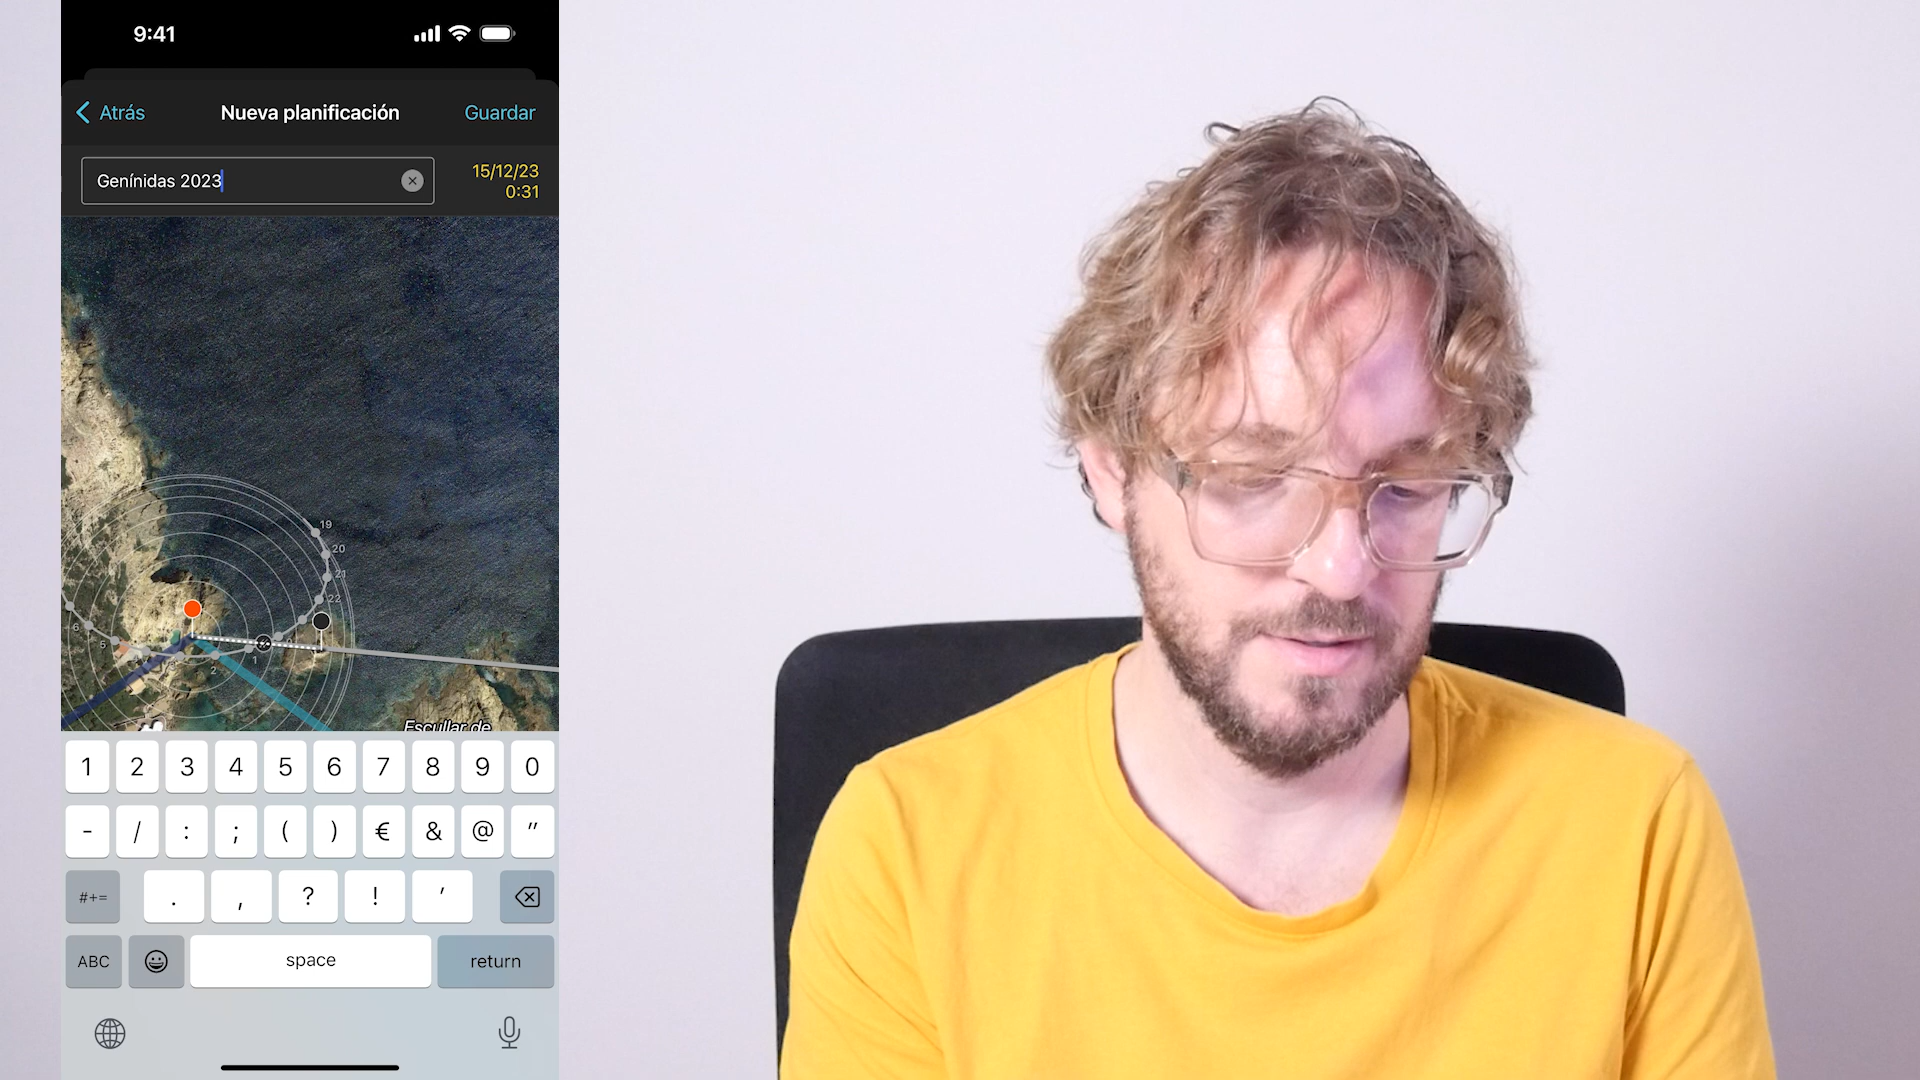 9:41
Atrás
Nueva planificación
Guardar
Genínidas 2023
15/12/23
0:31
19
20
21
22
6
5
2
1
Escullar de
1 2 3 4 5 6 7 8 9 0
- / : ; ( ) € & @ "
#+= . , ? ! '
ABC space return